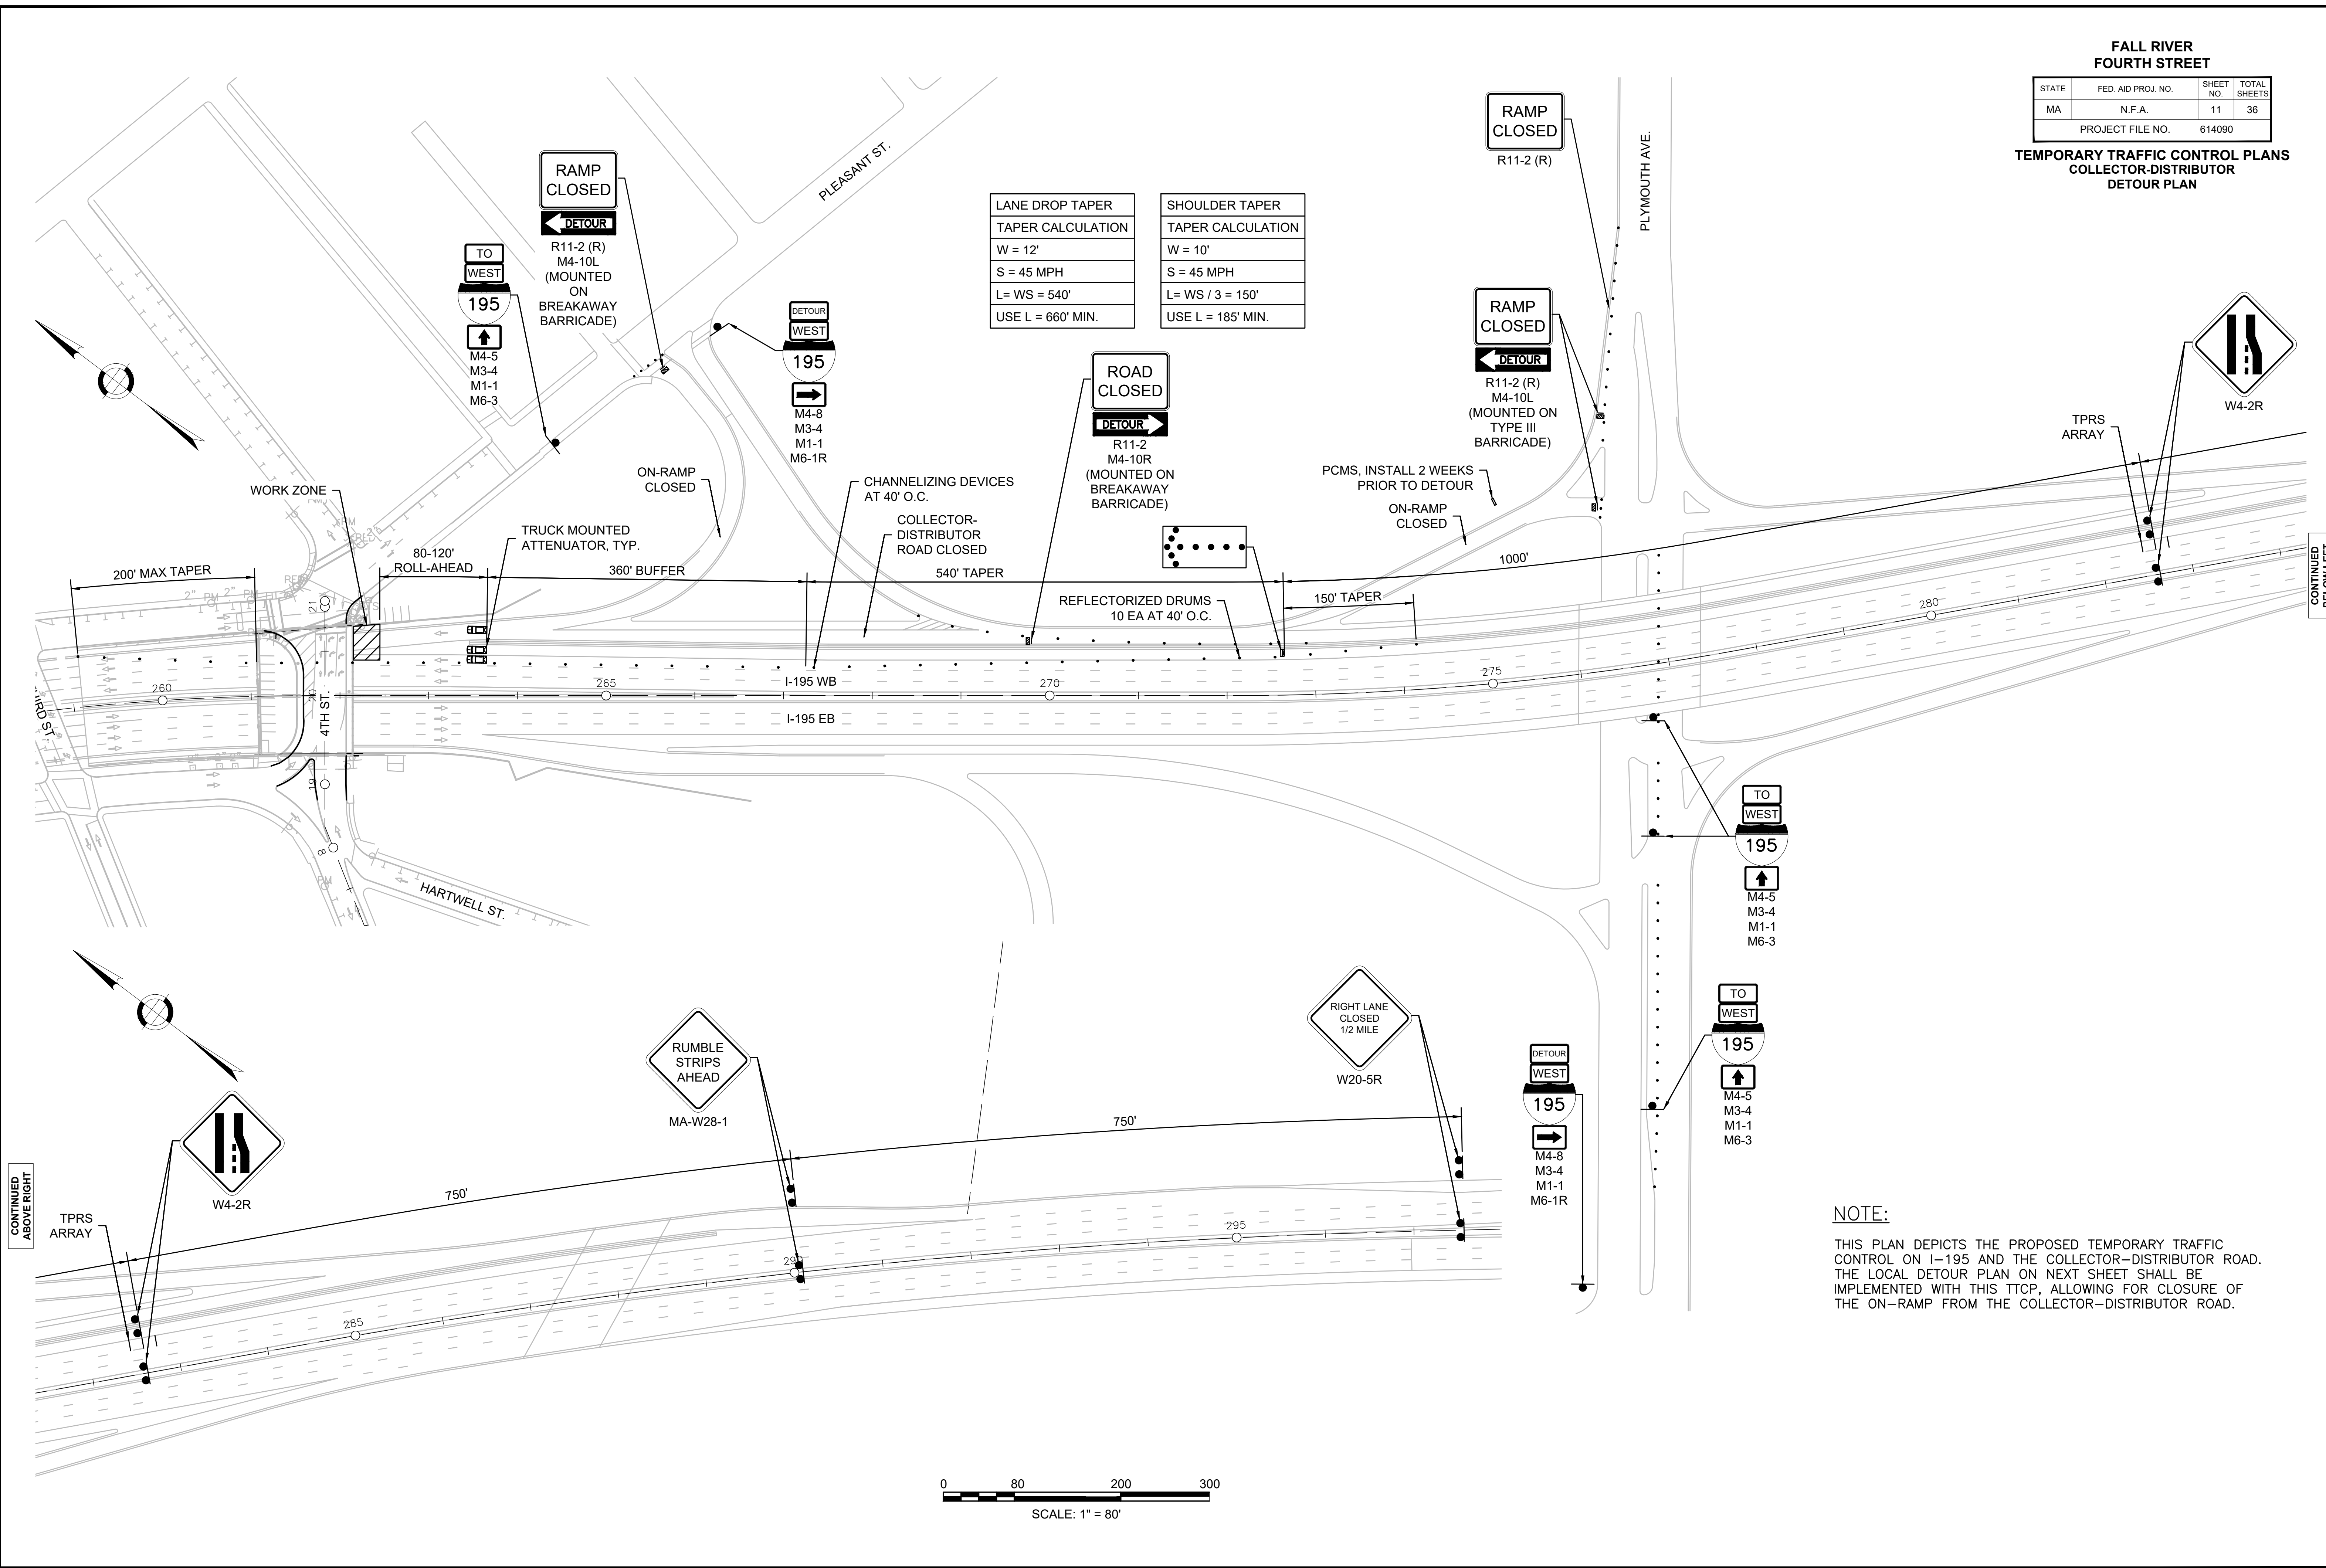 FALL RIVER
FOURTH STREET
STATE FED. AID PROJ. NO. SHEET NO. TOTAL SHEETS
MA N.F.A. 11 36
PROJECT FILE NO. 614090
TEMPORARY TRAFFIC CONTROL PLANS
COLLECTOR-DISTRIBUTOR
DETOUR PLAN
RAMP
CLOSED
R11-2 (R)
PLYMOUTH AVE.
RAMP
CLOSED
DETOUR
R11-2 (R)
M4-10L
(MOUNTED
ON
BREAKAWAY
BARRICADE)
PLEASANT ST.
TO
WEST
195
M4-5
M3-4
M1-1
M6-3
DETOUR
WEST
195
M4-8
M3-4
M1-1
M6-1R
LANE DROP TAPER
TAPER CALCULATION
W = 12'
S = 45 MPH
L= WS = 540'
USE L = 660' MIN.
SHOULDER TAPER
TAPER CALCULATION
W = 10'
S = 45 MPH
L= WS / 3 = 150'
USE L = 185' MIN.
ROAD
CLOSED
DETOUR
R11-2
M4-10R
(MOUNTED ON
BREAKAWAY
BARRICADE)
RAMP
CLOSED
DETOUR
R11-2 (R)
M4-10L
(MOUNTED ON
TYPE III
BARRICADE)
W4-2R
TPRS
ARRAY
WORK ZONE
ON-RAMP
CLOSED
CHANNELIZING DEVICES
AT 40' O.C.
COLLECTOR-
DISTRIBUTOR
ROAD CLOSED
PCMS, INSTALL 2 WEEKS
PRIOR TO DETOUR
ON-RAMP
CLOSED
TRUCK MOUNTED
ATTENUATOR, TYP.
200' MAX TAPER
80-120'
ROLL-AHEAD
360' BUFFER
540' TAPER
1000'
150' TAPER
REFLECTORIZED DRUMS
10 EA AT 40' O.C.
CONTINUED
BELOW LEFT
260
265
270
275
280
21
20
19
8
4TH ST.
I-195 WB
I-195 EB
HARTWELL ST.
TO
WEST
195
M4-5
M3-4
M1-1
M6-3
TO
WEST
195
M4-5
M3-4
M1-1
M6-3
DETOUR
WEST
195
M4-8
M3-4
M1-1
M6-1R
RIGHT LANE
CLOSED
1/2 MILE
W20-5R
RUMBLE
STRIPS
AHEAD
MA-W28-1
W4-2R
TPRS
ARRAY
CONTINUED
ABOVE RIGHT
750'
750'
285
290
295
NOTE:
THIS PLAN DEPICTS THE PROPOSED TEMPORARY TRAFFIC
CONTROL ON I-195 AND THE COLLECTOR-DISTRIBUTOR ROAD.
THE LOCAL DETOUR PLAN ON NEXT SHEET SHALL BE
IMPLEMENTED WITH THIS TTCP, ALLOWING FOR CLOSURE OF
THE ON-RAMP FROM THE COLLECTOR-DISTRIBUTOR ROAD.
0 80 200 300
SCALE: 1" = 80'